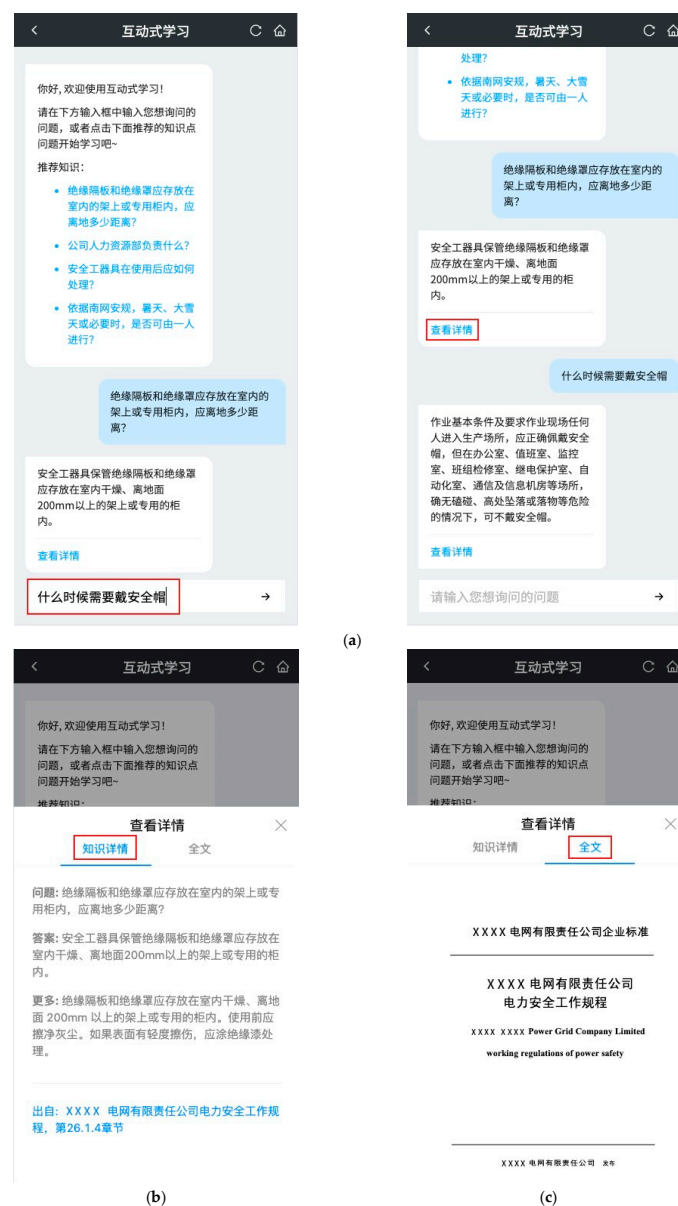 互动式学习
你好, 欢迎使用互动式学习!
请在下方输入框中输入您想询问的
问题，或者点击下面推荐的知识点
问题开始学习吧~
推荐知识：
绝缘隔板和绝缘罩应存放在
室内的架上或专用柜内，应
离地多少距离？
公司人力资源部负责什么？
安全工器具在使用后应如何
处理？
依据南网安规，暑天、大雪
天或必要时，是否可由一人
进行？
绝缘隔板和绝缘罩应存放在室内的
架上或专用柜内，应离地多少距
离？
安全工器具保管绝缘隔板和绝缘罩
应存放在室内干燥、离地面
200mm以上的架上或专用的柜
内。
查看详情
什么时候需要戴安全帽
互动式学习
处理？
依据南网安规，暑天、大雪
天或必要时，是否可由一人
进行？
绝缘隔板和绝缘罩应存放在室内的
架上或专用柜内，应离地多少距
离？
安全工器具保管绝缘隔板和绝缘罩
应存放在室内干燥、离地面
200mm以上的架上或专用的柜
内。
查看详情
什么时候需要戴安全帽
作业基本条件及要求作业现场任何
人进入生产场所，应正确佩戴安全
帽，但在办公室、值班室、监控
室、班组检修室、继电保护室、自
动化室、通信及信息机房等场所，
确无磕碰、高处坠落或落物等危险
的情况下，可不戴安全帽。
查看详情
请输入您想询问的问题
(a)
互动式学习
你好, 欢迎使用互动式学习!
请在下方输入框中输入您想询问的
问题，或者点击下面推荐的知识点
问题开始学习吧~
推荐知识：
查看详情
知识详情 全文
问题: 绝缘隔板和绝缘罩应存放在室内的架上或专
用柜内，应离地多少距离？
答案: 安全工器具保管绝缘隔板和绝缘罩应存放在
室内干燥、离地面200mm以上的架上或专用的柜
内。
更多: 绝缘隔板和绝缘罩应存放在室内干燥、离地
面 200mm 以上的架上或专用的柜内。使用前应
擦净灰尘。如果表面有轻度擦伤，应涂绝缘漆处
理。
出自：XXXX 电网有限责任公司电力安全工作规
程，第26.1.4章节
(b)
互动式学习
你好, 欢迎使用互动式学习!
请在下方输入框中输入您想询问的
问题，或者点击下面推荐的知识点
问题开始学习吧~
推荐知识：
查看详情
知识详情 全文
XXXX 电网有限责任公司企业标准
XXXX 电网有限责任公司
电力安全工作规程
XXXX XXXX Power Grid Company Limited
working regulations of power safety
XXXX 电网有限责任公司 发布
(c)